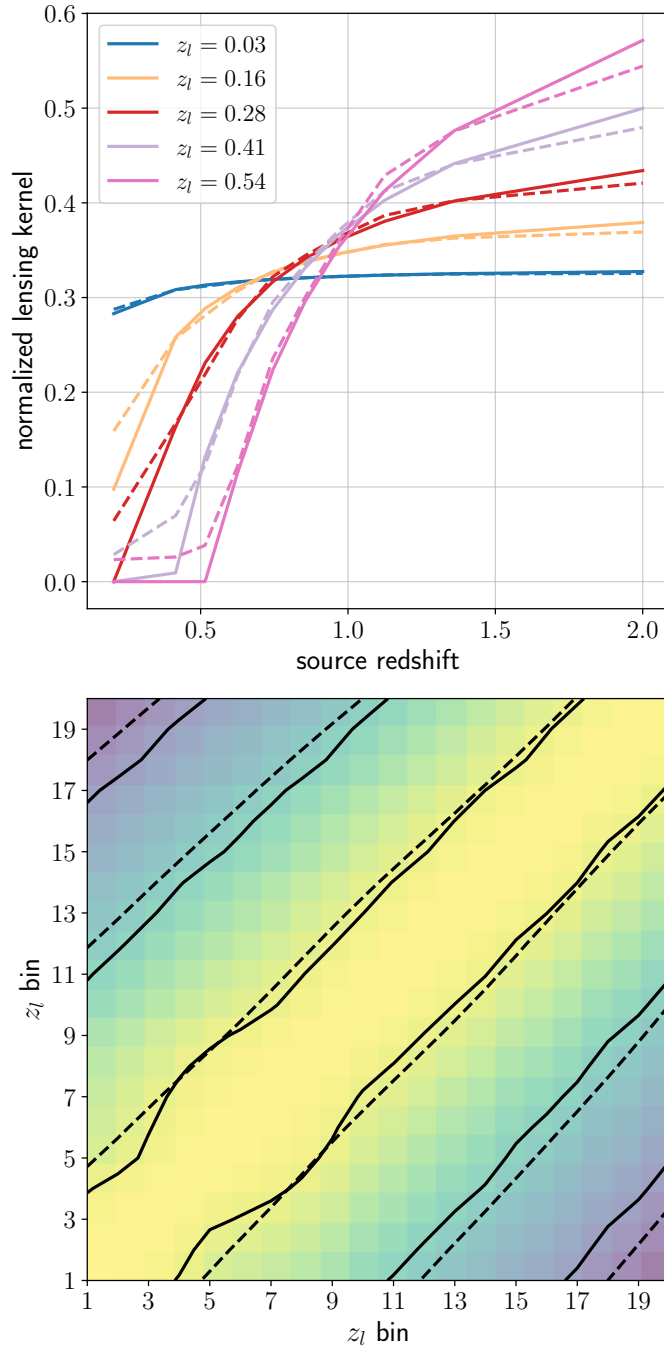 normalized lensing kernel
0.6
0.5
0.4
0.3
0.2
0.1
0.0
z_l = 0.03
z_l = 0.16
z_l = 0.28
z_l = 0.41
z_l = 0.54
0.5 1.0 1.5 2.0
source redshift
z_l bin
19
17
15
13
11
9
7
5
3
1
1 3 5 7 9 11 13 15 17 19
z_l bin